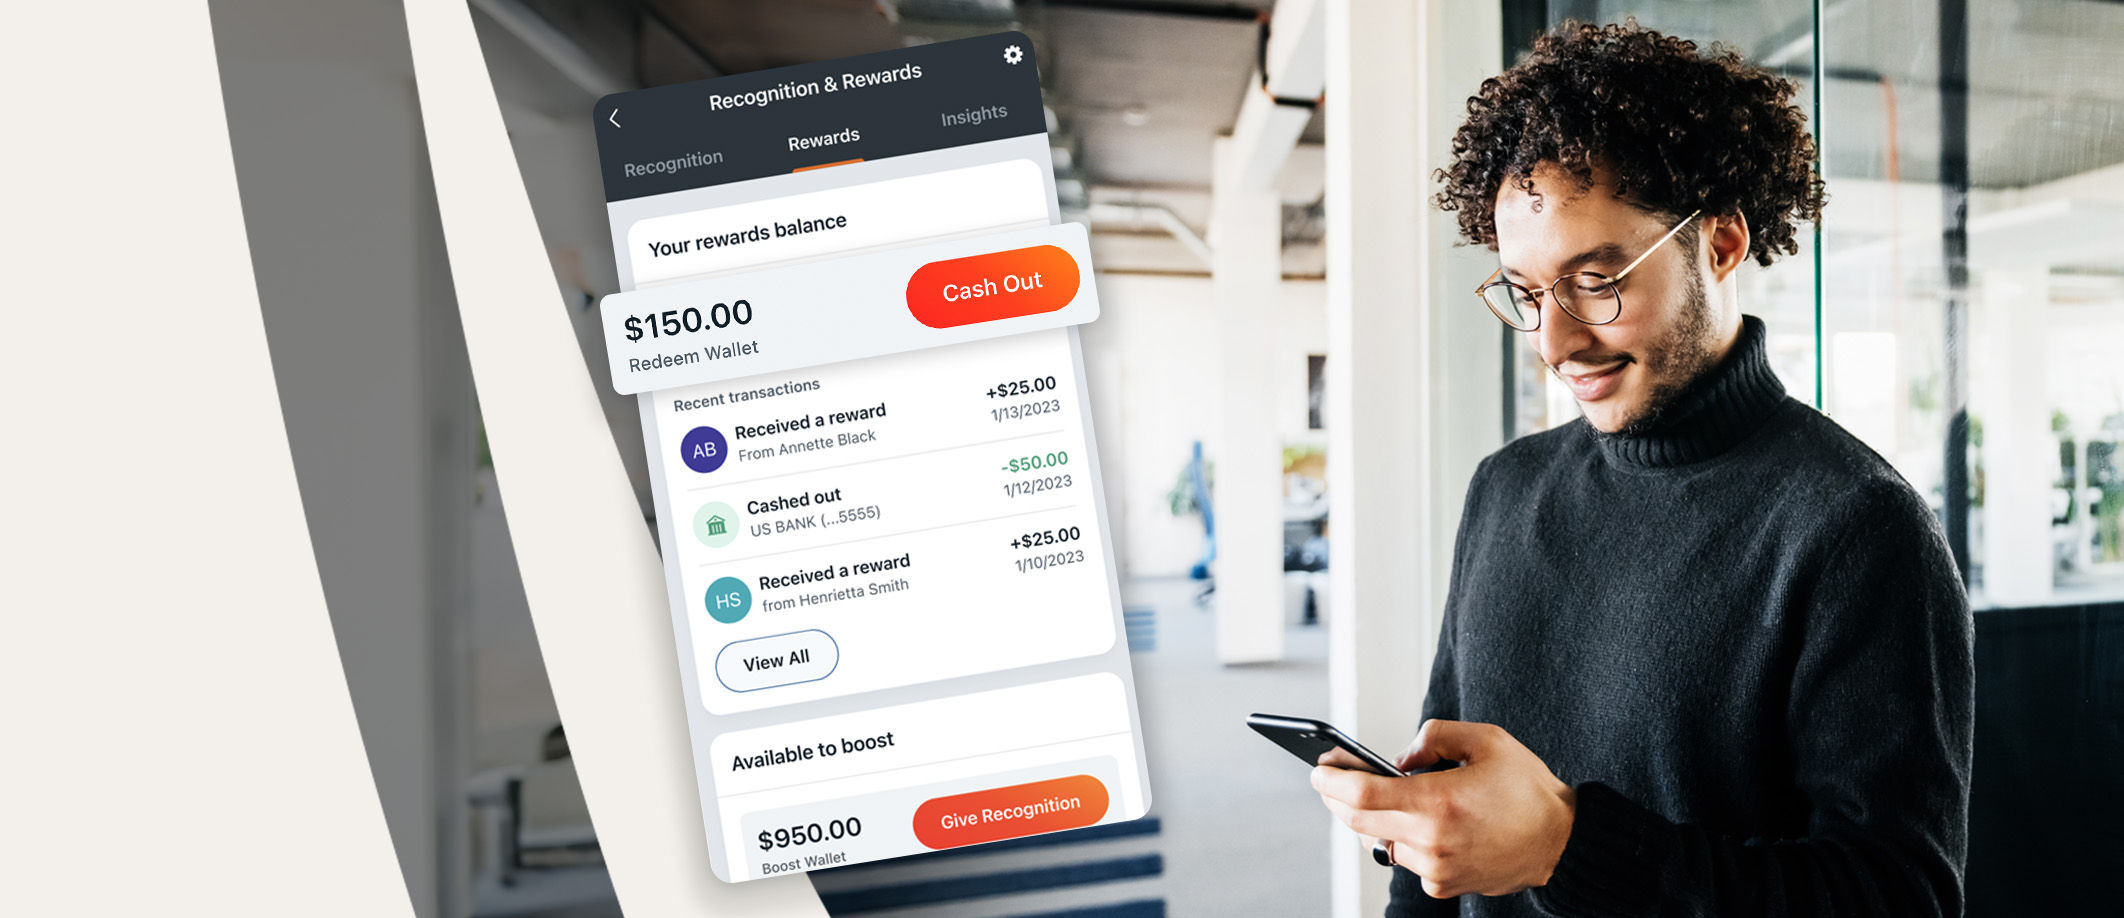 Recognition & Rewards
Recognition
Rewards
Insights
Your rewards balance
$150.00
Redeem Wallet
Cash Out
Recent transactions
AB
Received a reward
From Annette Black
+$25.00
1/13/2023
Cashed out
US BANK (...5555)
-$50.00
1/12/2023
HS
Received a reward
from Henrietta Smith
+$25.00
1/10/2023
View All
Available to boost
$950.00
Boost Wallet
Give Recognition